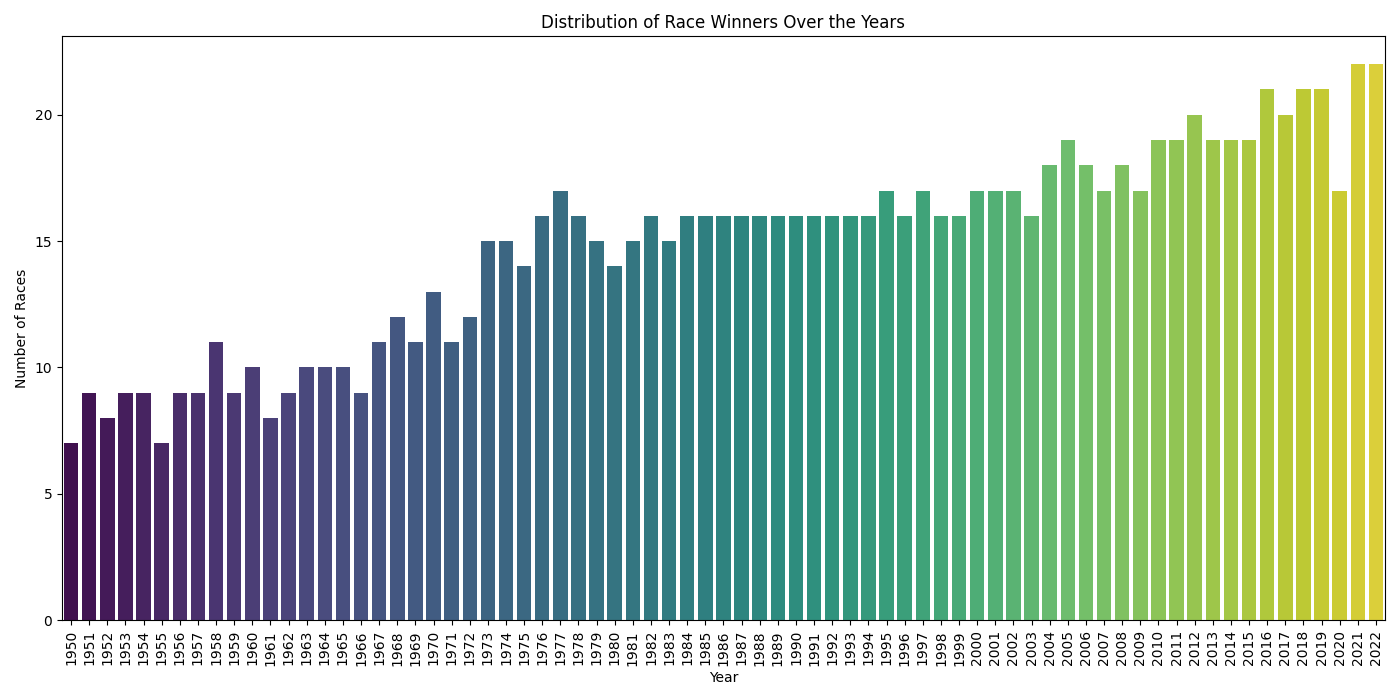 Distribution of Race Winners Over the Years
Number of Races
20
15
10
5
0
1950 1951 1952 1953 1954 1955 1956 1957 1958 1959 1960 1961 1962 1963 1964 1965 1966 1967 1968 1969 1970 1971 1972 1973 1974 1975 1976 1977 1978 1979 1980 1981 1982 1983 1984 1985 1986 1987 1988 1989 1990 1991 1992 1993 1994 1995 1996 1997 1998 1999 2000 2001 2002 2003 2004 2005 2006 2007 2008 2009 2010 2011 2012 2013 2014 2015 2016 2017 2018 2019 2020 2021 2022
Year